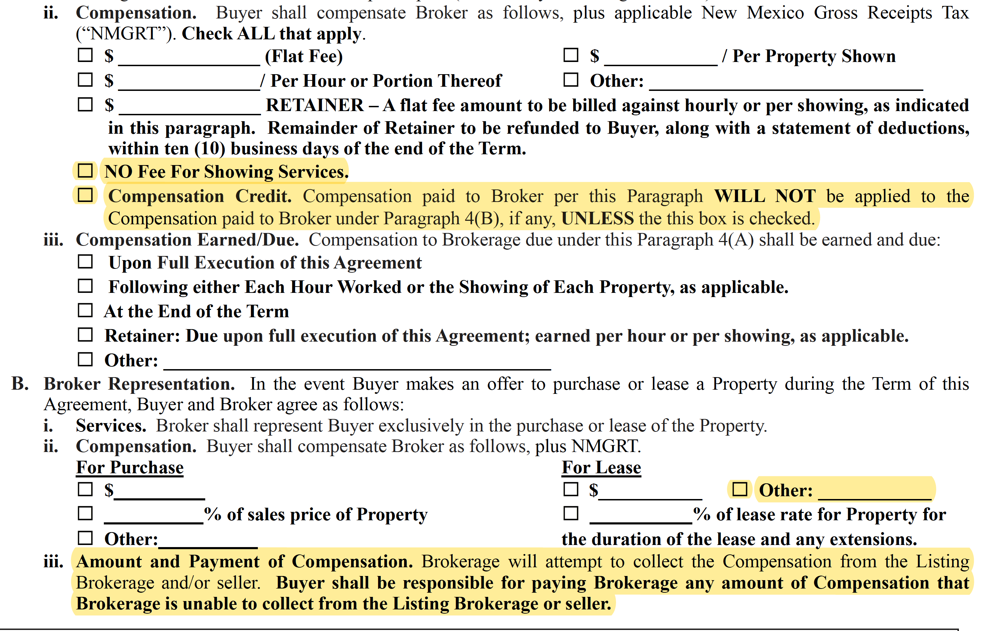 ii. Compensation. Buyer shall compensate Broker as follows, plus applicable New Mexico Gross Receipts Tax
(“NMGRT”). Check ALL that apply.
☐ $ ______________ (Flat Fee) ☐ $ ___________ / Per Property Shown
☐ $ ______________/ Per Hour or Portion Thereof ☐ Other: ___________________________
☐ $ ______________ RETAINER – A flat fee amount to be billed against hourly or per showing, as indicated
in this paragraph. Remainder of Retainer to be refunded to Buyer, along with a statement of deductions,
within ten (10) business days of the end of the Term.
☐ NO Fee For Showing Services.
☐ Compensation Credit. Compensation paid to Broker per this Paragraph WILL NOT be applied to the
Compensation paid to Broker under Paragraph 4(B), if any, UNLESS the this box is checked.
iii. Compensation Earned/Due. Compensation to Brokerage due under this Paragraph 4(A) shall be earned and due:
☐ Upon Full Execution of this Agreement
☐ Following either Each Hour Worked or the Showing of Each Property, as applicable.
☐ At the End of the Term
☐ Retainer: Due upon full execution of this Agreement; earned per hour or per showing, as applicable.
☐ Other: ______________________________________
B. Broker Representation. In the event Buyer makes an offer to purchase or lease a Property during the Term of this
Agreement, Buyer and Broker agree as follows:
i. Services. Broker shall represent Buyer exclusively in the purchase or lease of the Property.
ii. Compensation. Buyer shall compensate Broker as follows, plus NMGRT.
For Purchase For Lease
☐ $_________ ☐ $__________ ☐ Other: ___________
☐ __________% of sales price of Property ☐ __________% of lease rate for Property for
☐ Other:__________ the duration of the lease and any extensions.
iii. Amount and Payment of Compensation. Brokerage will attempt to collect the Compensation from the Listing
Brokerage and/or seller. Buyer shall be responsible for paying Brokerage any amount of Compensation that
Brokerage is unable to collect from the Listing Brokerage or seller.